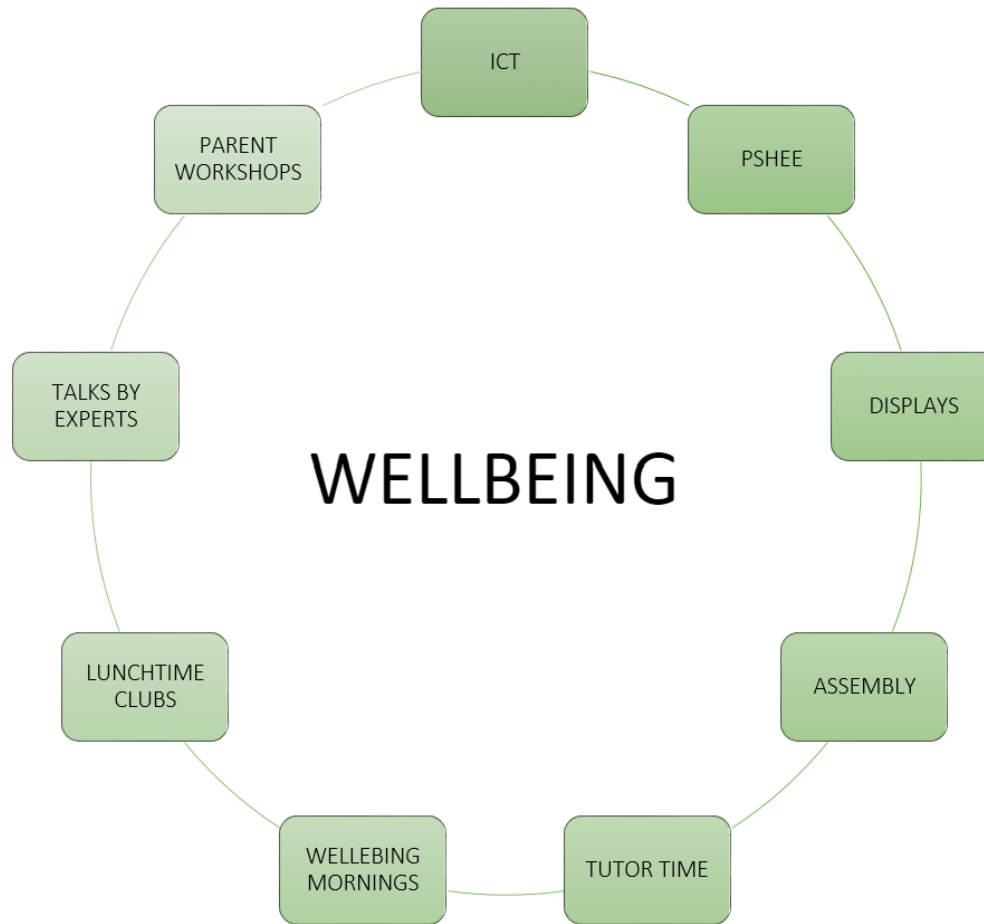 ICT
PSHEE
DISPLAYS
ASSEMBLY
TUTOR TIME
WELLEBING
MORNINGS
LUNCHTIME
CLUBS
TALKS BY
EXPERTS
PARENT
WORKSHOPS
WELLBEING